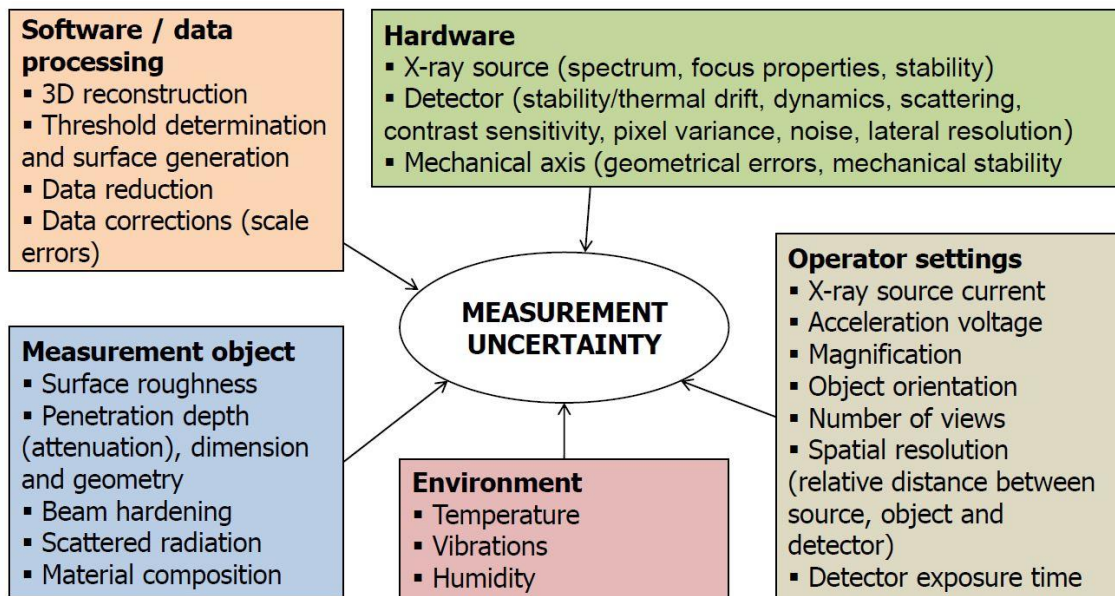 Software / data
processing
▪ 3D reconstruction
▪ Threshold determination
and surface generation
▪ Data reduction
▪ Data corrections (scale
errors)
Hardware
▪ X-ray source (spectrum, focus properties, stability)
▪ Detector (stability/thermal drift, dynamics, scattering,
contrast sensitivity, pixel variance, noise, lateral resolution)
▪ Mechanical axis (geometrical errors, mechanical stability
MEASUREMENT
UNCERTAINTY
Measurement object
▪ Surface roughness
▪ Penetration depth
(attenuation), dimension
and geometry
▪ Beam hardening
▪ Scattered radiation
▪ Material composition
Environment
▪ Temperature
▪ Vibrations
▪ Humidity
Operator settings
▪ X-ray source current
▪ Acceleration voltage
▪ Magnification
▪ Object orientation
▪ Number of views
▪ Spatial resolution
(relative distance between
source, object and
detector)
▪ Detector exposure time